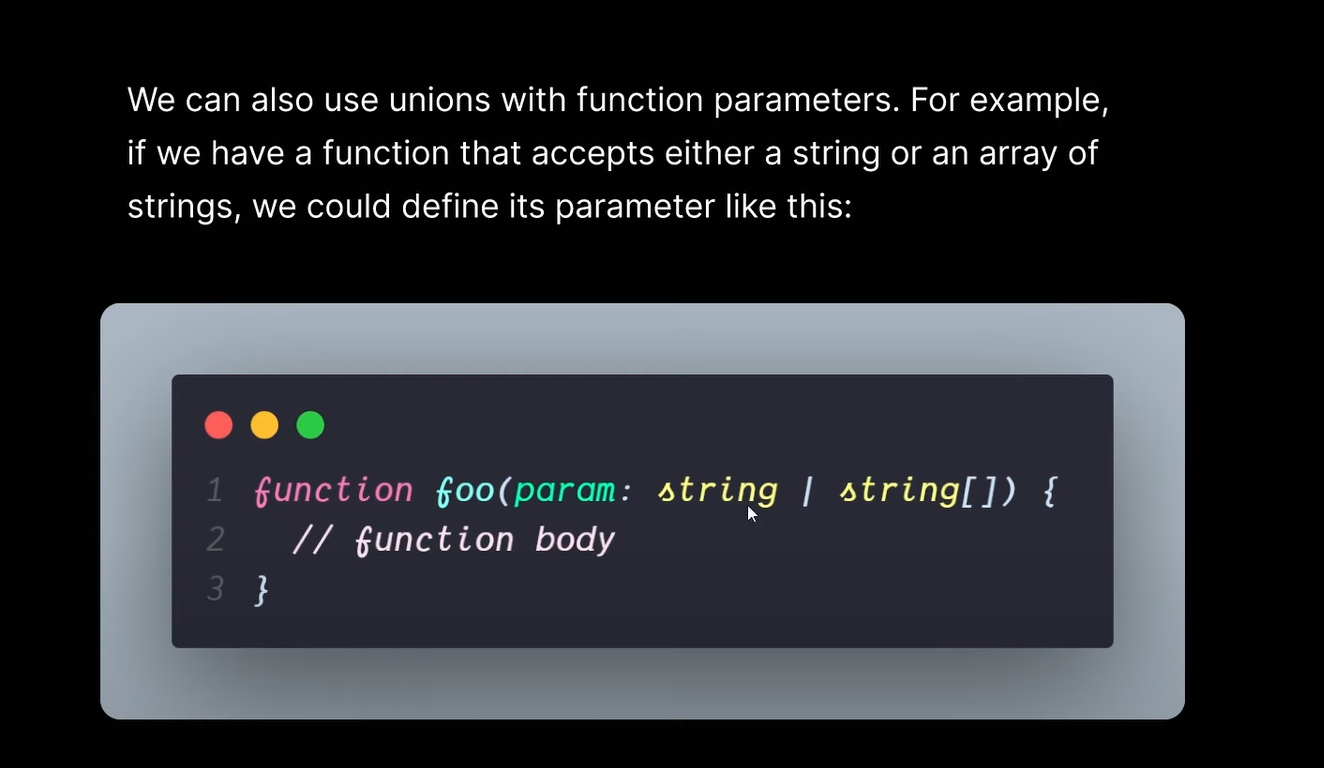 We can also use unions with function parameters. For example,
if we have a function that accepts either a string or an array of
strings, we could define its parameter like this:
1 function foo(param: string | string[]) {
2 // function body
3 }